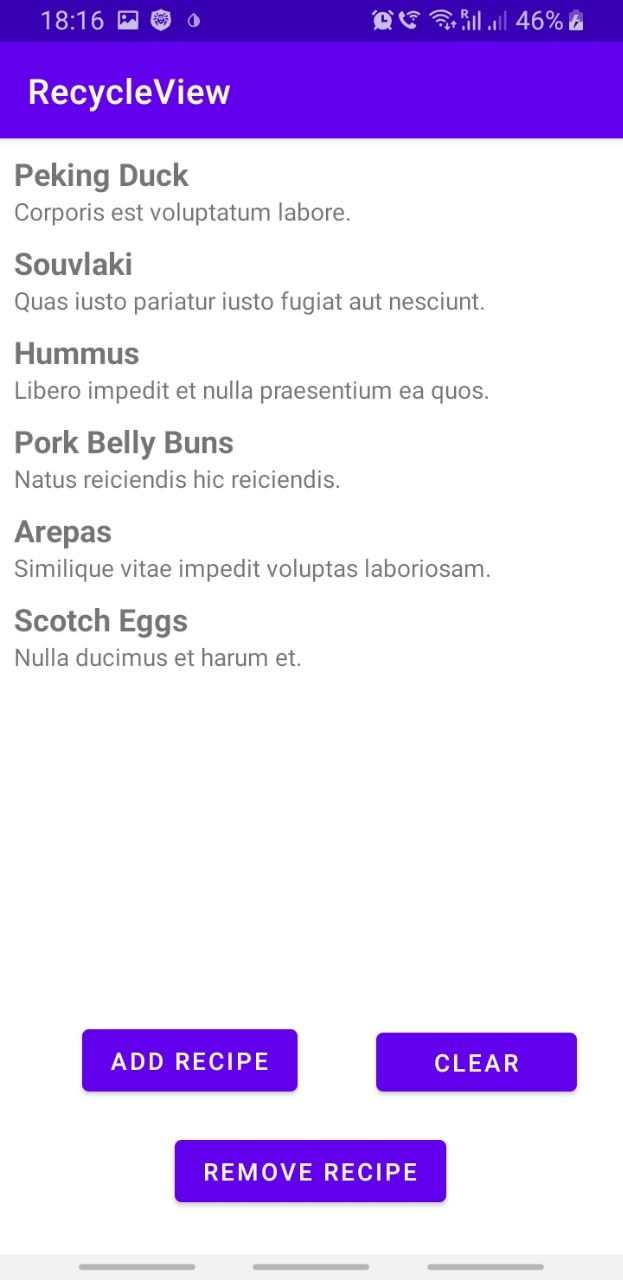 18:16
R
46%
RecycleView
Peking Duck
Corporis est voluptatum labore.
Souvlaki
Quas iusto pariatur iusto fugiat aut nesciunt.
Hummus
Libero impedit et nulla praesentium ea quos.
Pork Belly Buns
Natus reiciendis hic reiciendis.
Arepas
Similique vitae impedit voluptas laboriosam.
Scotch Eggs
Nulla ducimus et harum et.
ADD RECIPE
CLEAR
REMOVE RECIPE